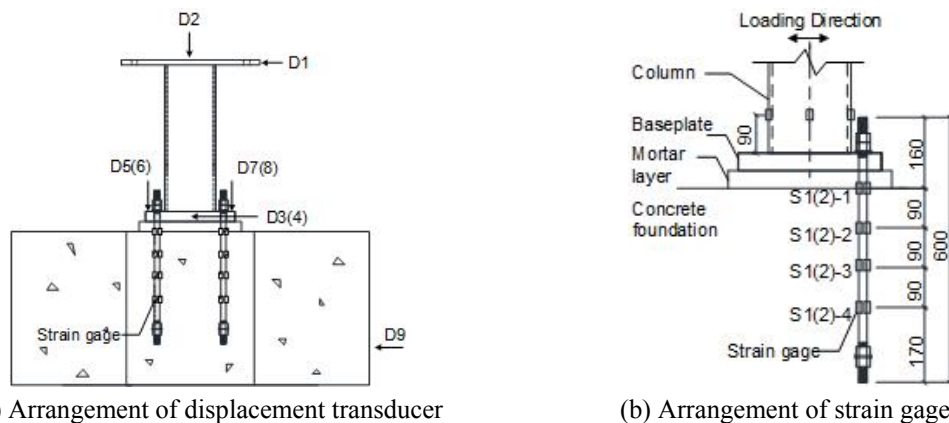 D2
D1
D5(6)
D7(8)
D3(4)
Strain gage
D9
) Arrangement of displacement transducer
Loading Direction
Column
Baseplate
Mortar
layer
Concrete
foundation
90
160
S1(2)-1
90
S1(2)-2
90
600
S1(2)-3
90
S1(2)-4
Strain gage
170
(b) Arrangement of strain gage